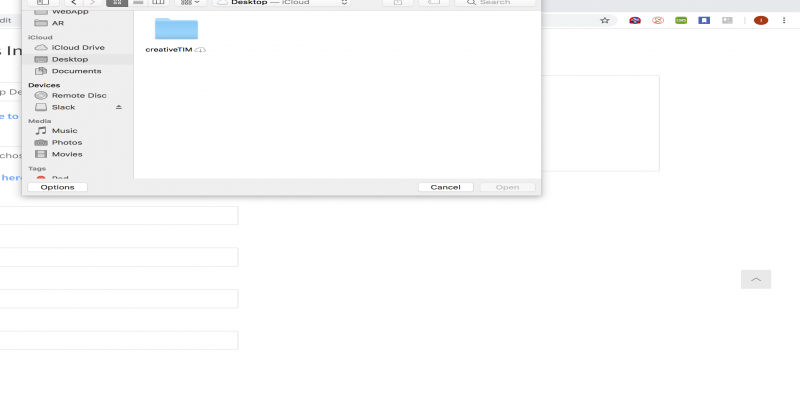 Desktop — iCloud
Search
WebApp
AR
iCloud
iCloud Drive
Desktop
Documents
Devices
Remote Disc
Slack
Media
Music
Photos
Movies
Tags
Red
creativeTIM
Options
Cancel
Open
dit
s In
p De
e to
chos
here